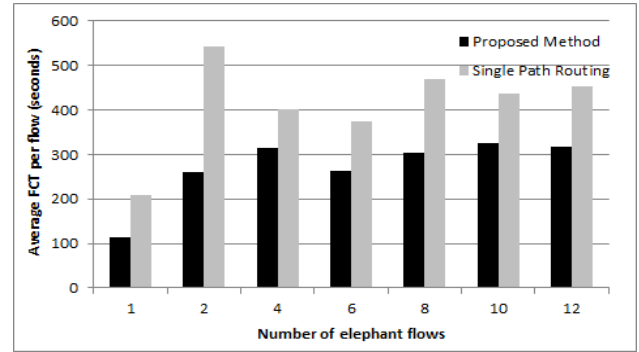 600
500
400
300
200
100
0
Average FCT per flow (seconds)
Proposed Method
Single Path Routing
1 2 4 6 8 10 12
Number of elephant flows